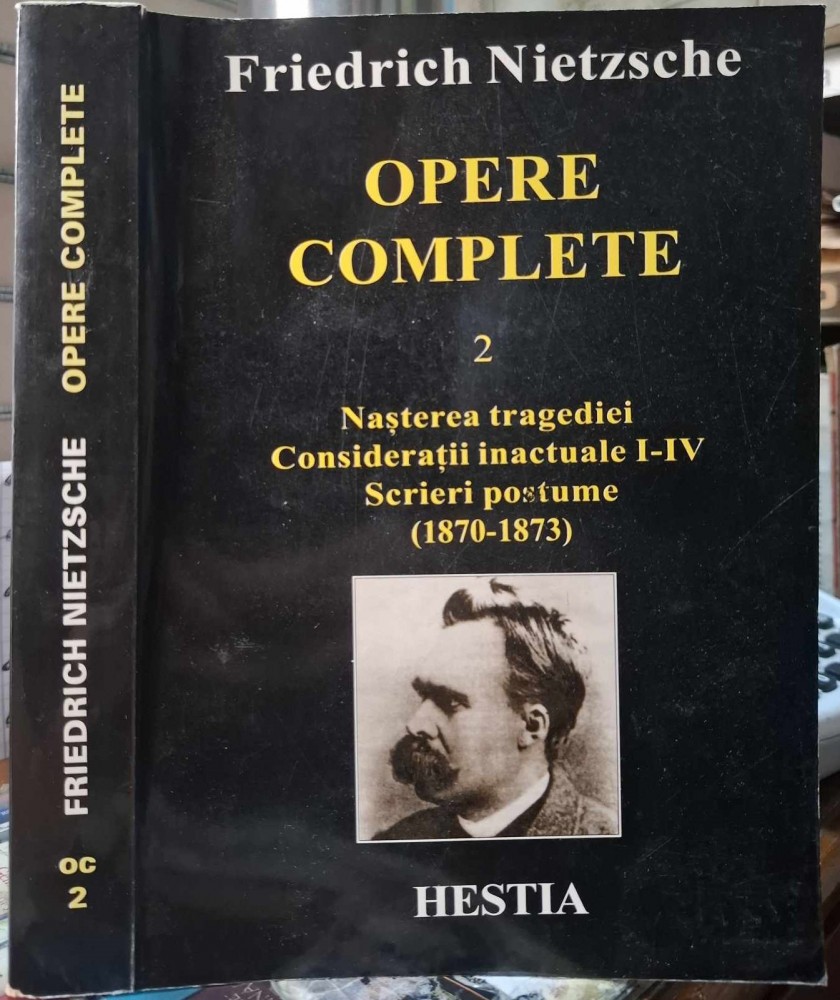 FRIEDRICH NIETZSCHE OPERE COMPLETE
OC
2
Friedrich Nietzsche
OPERE
COMPLETE
2
Nașterea tragediei
Considerații inactuale I-IV
Scrieri postume
(1870-1873)
HESTIA